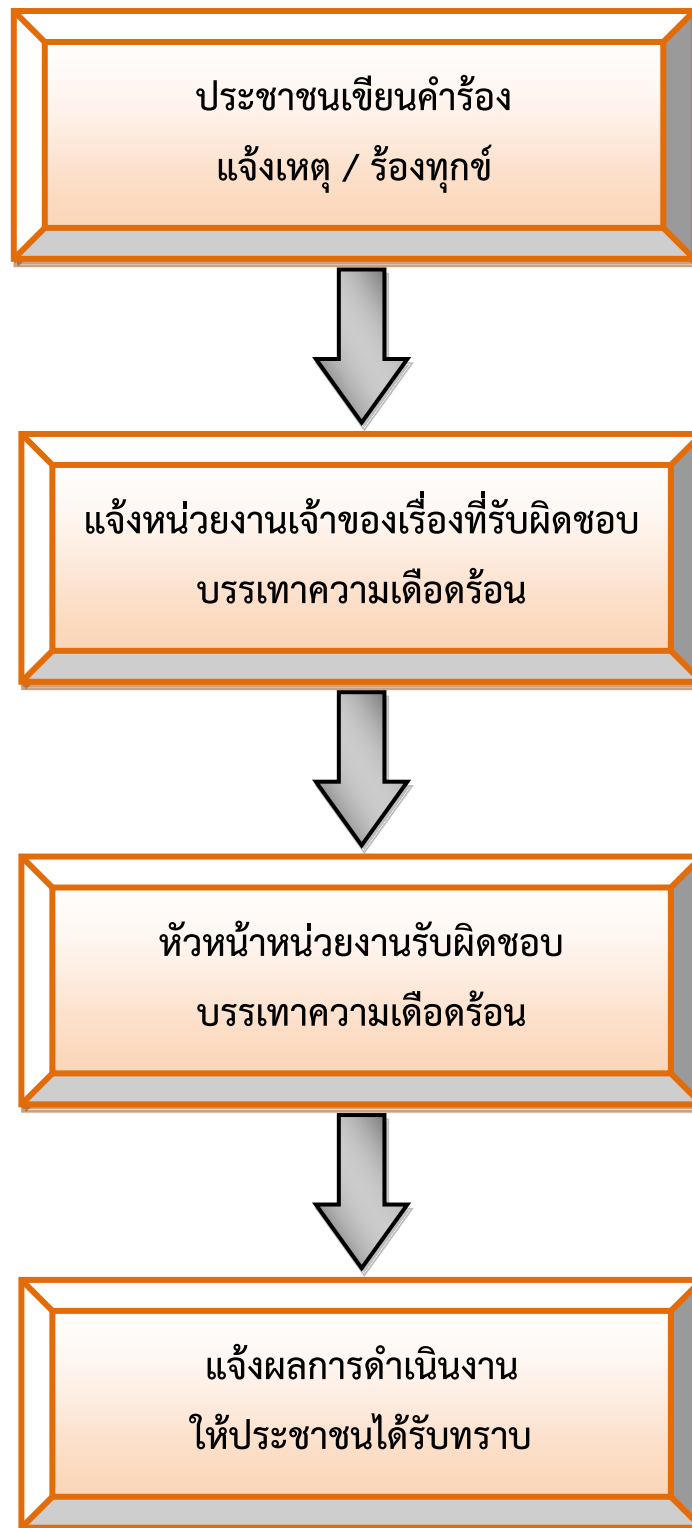 ประชาชนเขียนคำร้อง
แจ้งเหตุ / ร้องทุกข์
แจ้งหน่วยงานเจ้าของเรื่องที่รับผิดชอบ
บรรเทาความเดือดร้อน
หัวหน้าหน่วยงานรับผิดชอบ
บรรเทาความเดือดร้อน
แจ้งผลการดำเนินงาน
ให้ประชาชนได้รับทราบ